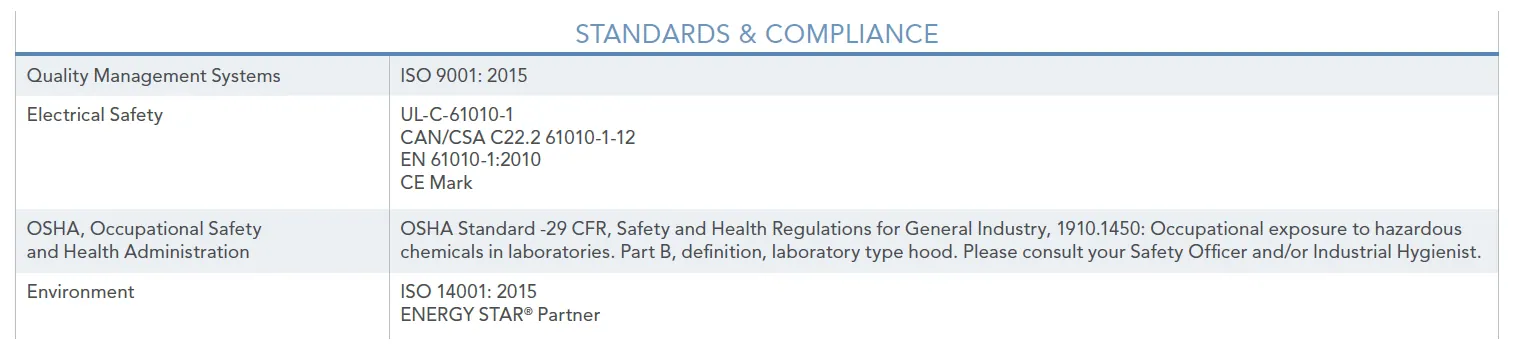 STANDARDS & COMPLIANCE
Quality Management Systems
ISO 9001: 2015
Electrical Safety
UL-C-61010-1
CAN/CSA C22.2 61010-1-12
EN 61010-1:2010
CE Mark
OSHA, Occupational Safety
and Health Administration
OSHA Standard -29 CFR, Safety and Health Regulations for General Industry, 1910.1450: Occupational exposure to hazardous
chemicals in laboratories. Part B, definition, laboratory type hood. Please consult your Safety Officer and/or Industrial Hygienist.
Environment
ISO 14001: 2015
ENERGY STAR® Partner